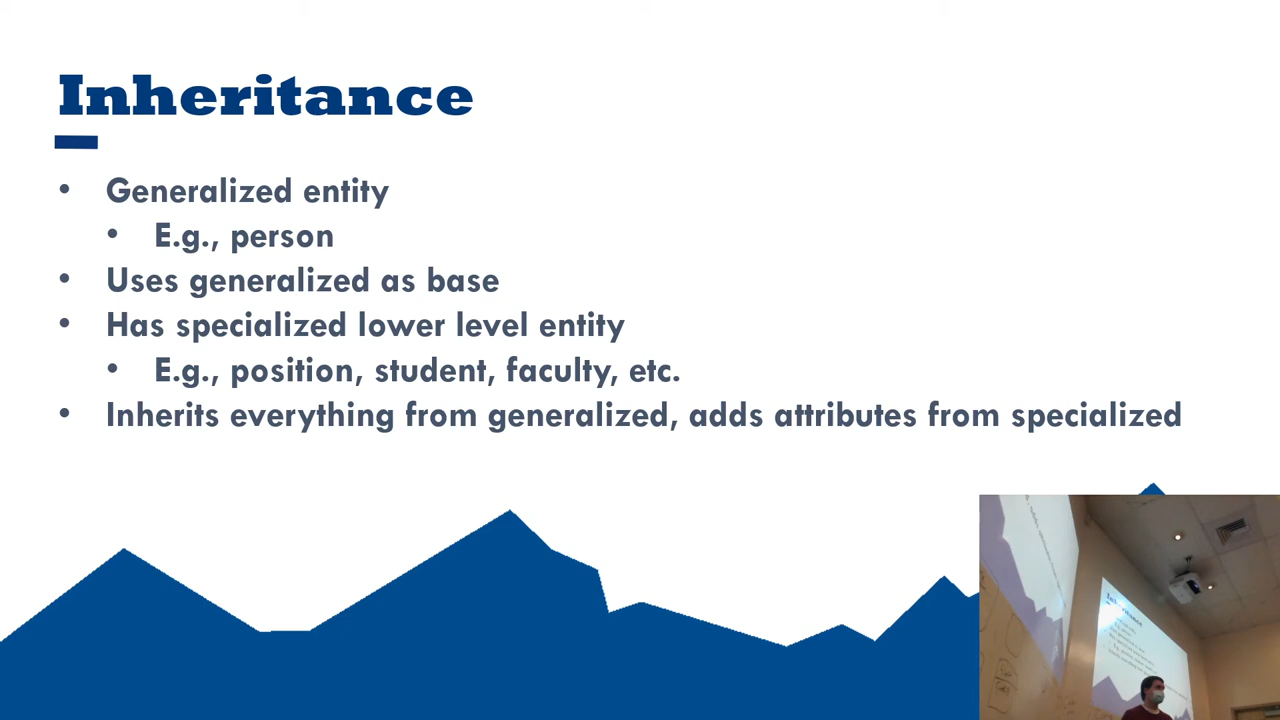 Inheritance
• Generalized entity
• E.g., person
• Uses generalized as base
• Has specialized lower level entity
• E.g., position, student, faculty, etc.
• Inherits everything from generalized, adds attributes from specialized
Inheritance